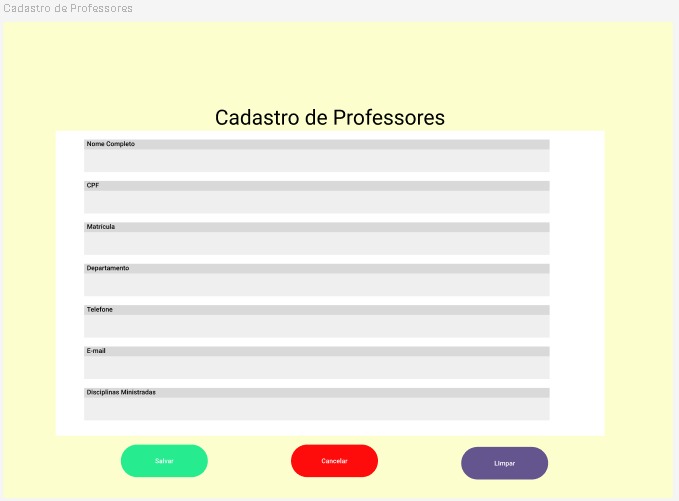 Cadastro de Professores
Cadastro de Professores
Nome Completo
CPF
Matrícula
Departamento
Telefone
E-mail
Disciplinas Ministradas
Salvar
Cancelar
LImpar